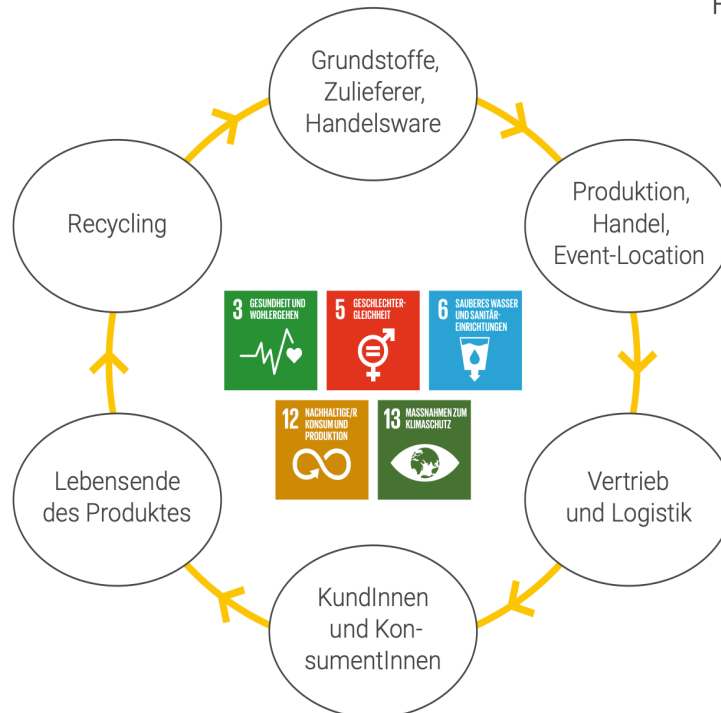 Grundstoffe,
Zulieferer,
Handelsware
Produktion,
Handel,
Event-Location
Vertrieb
und Logistik
KundInnen
und Kon-
sumentInnen
Lebensende
des Produktes
Recycling
3 GESUNDHEIT UND
WOHLERGEHEN
5 GESCHLECHTER-
GLEICHHEIT
6 SAUBERES WASSER
UND SANITÄR-
EINRICHTUNGEN
12 NACHHALTIGE/R
KONSUM UND
PRODUKTION
13 MASSNAHMEN ZUM
KLIMASCHUTZ